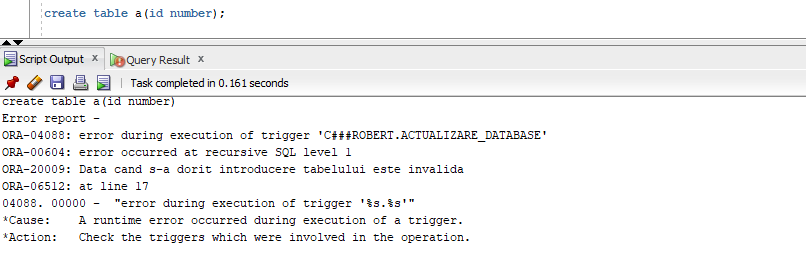 create table a(id number);
Script Output x Query Result x
Task completed in 0.161 seconds
create table a(id number)
Error report -
ORA-04088: error during execution of trigger 'C###ROBERT.ACTUALIZARE_DATABASE'
ORA-00604: error occurred at recursive SQL level 1
ORA-20009: Data cand s-a dorit introducere tabelului este invalida
ORA-06512: at line 17
04088. 00000 -  "error during execution of trigger '%s.%s'"
*Cause:    A runtime error occurred during execution of a trigger.
*Action:   Check the triggers which were involved in the operation.